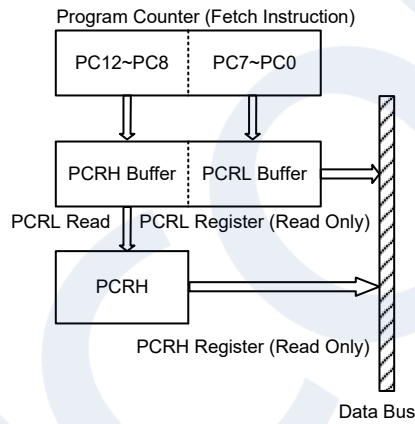 Program Counter (Fetch Instruction)
PC12~PC8 PC7~PC0
PCRH Buffer PCRL Buffer
PCRL Read PCRL Register (Read Only)
PCRH
PCRH Register (Read Only)
Data Bus